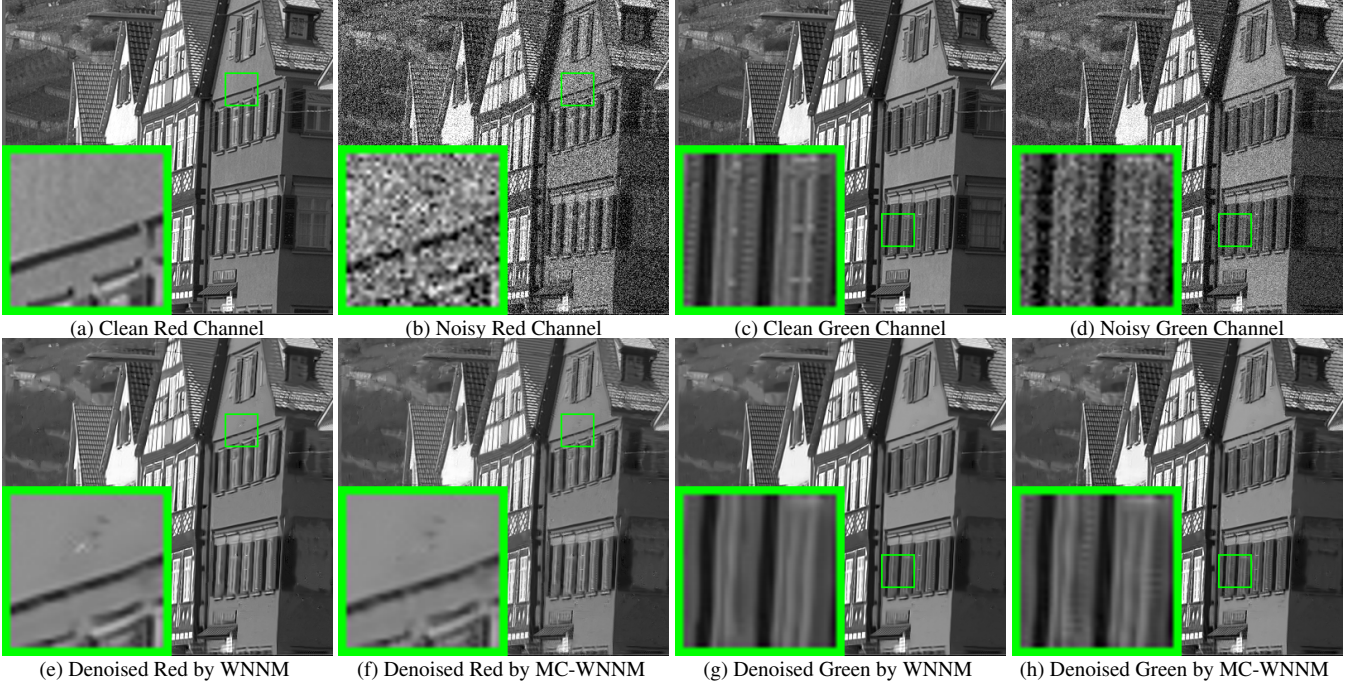 (a) Clean Red Channel
(b) Noisy Red Channel
(c) Clean Green Channel
(d) Noisy Green Channel
(e) Denoised Red by WNNM
(f) Denoised Red by MC-WNNM
(g) Denoised Green by WNNM
(h) Denoised Green by MC-WNNM